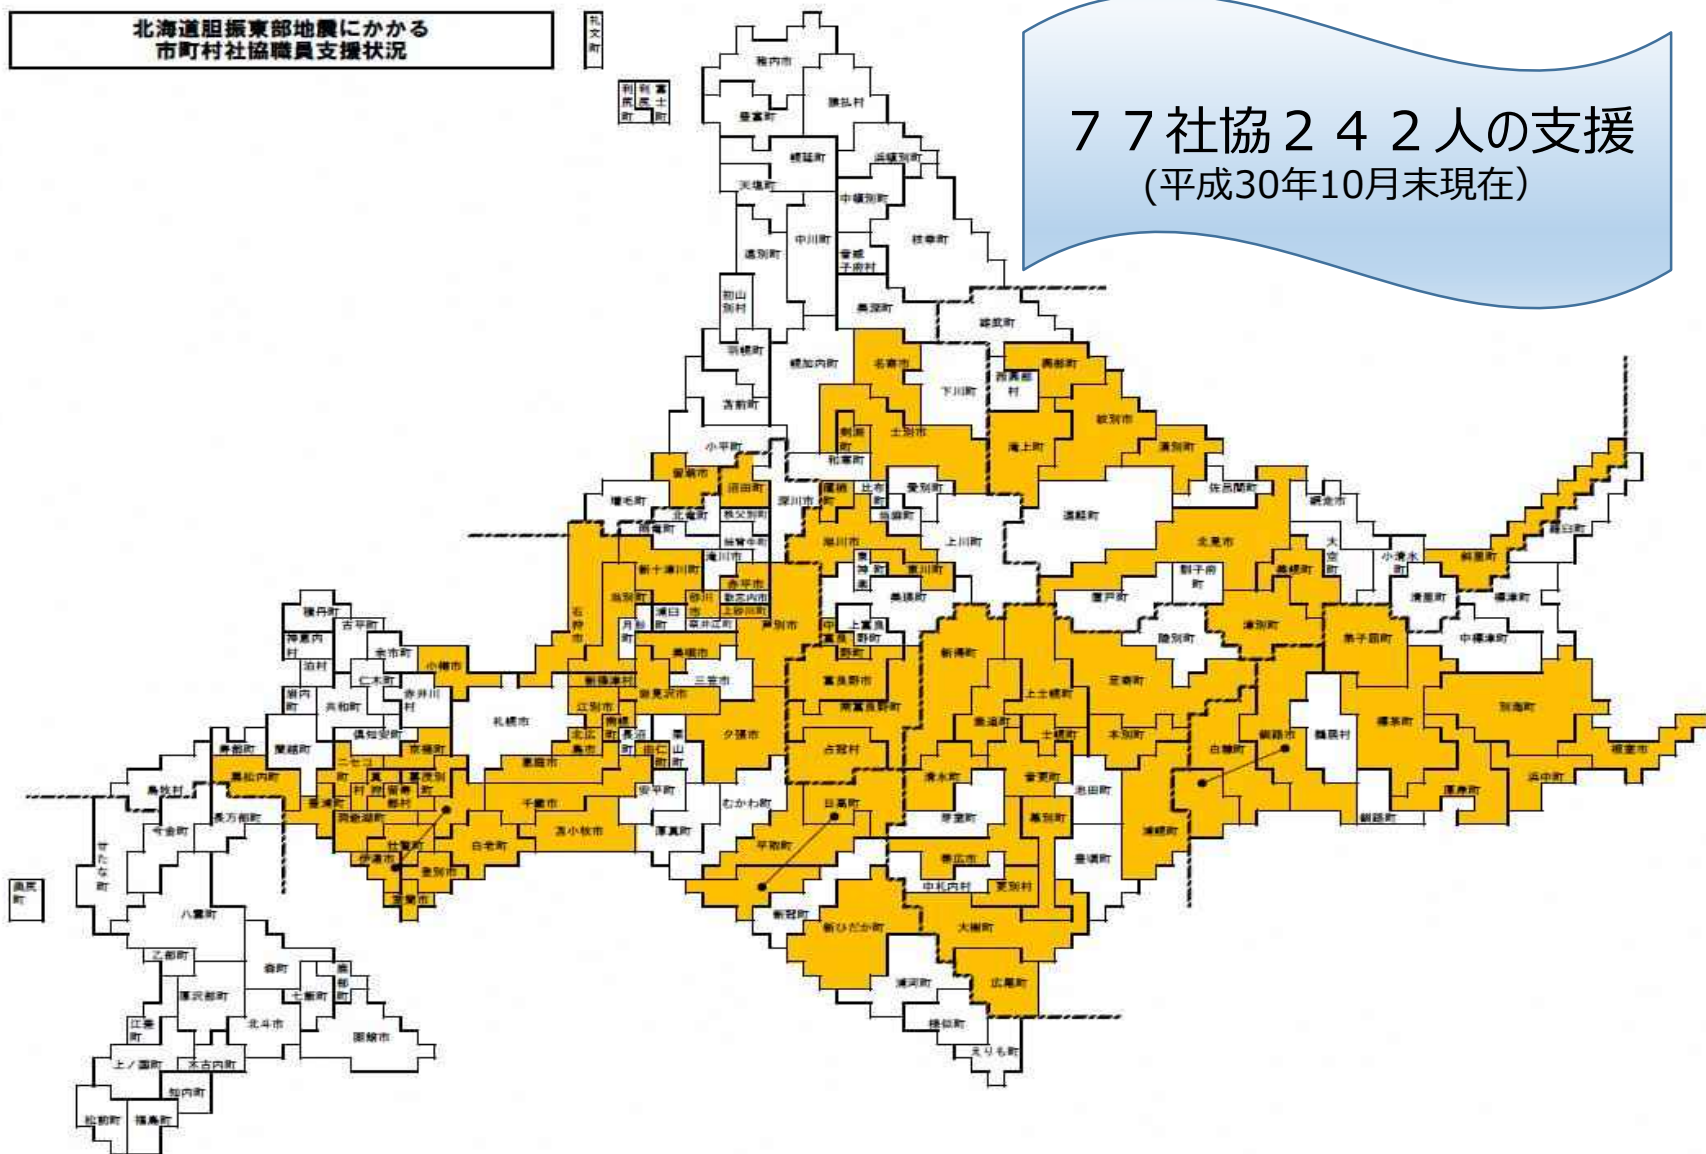 北海道胆振東部地震にかかる
市町村社協職員支援状況
77社協242人の支援
(平成30年10月末現在)
礼文町
利尻町
利尻富士町
稚内市
猿払村
豊富町
幌延町
浜頓別町
天塩町
中頓別町
中川町
枝幸町
遠別町
音威子府村
初山別村
美深町
雄武町
羽幌町
幌加内町
名寄市
下川町
西興部村
興部町
苫前町
紋別市
小平町
剣淵町
士別市
滝上町
湧別町
和寒町
留萌市
沼田町
深川市
鷹栖町
比布町
愛別町
佐呂間町
網走市
増毛町
北竜町
秩父別町
当麻町
遠軽町
雨竜町
妹背牛町
旭川市
上川町
北見市
大空町
小清水町
斜里町
羅臼町
滝川市
新十津川町
赤平市
東神楽町
東川町
訓子府町
美幌町
清里町
標津町
当別町
浦臼町
砂川市
歌志内市
上砂川町
美瑛町
置戸町
石狩市
月形町
奈井江町
芦別市
中富良野町
上富良野町
陸別町
津別町
弟子屈町
中標津町
積丹町
古平町
神恵内村
余市町
小樽市
美唄市
新得町
泊村
仁木町
赤井川村
新篠津村
岩見沢市
三笠市
富良野市
上士幌町
足寄町
岩内町
共和町
札幌市
江別市
南幌町
南富良野町
鹿追町
士幌町
本別町
白糠町
釧路市
鶴居村
標茶町
別海町
根室市
倶知安町
京極町
北広島市
長沼町
由仁町
栗山町
夕張市
占冠村
寿都町
蘭越町
ニセコ町
真狩村
喜茂別町
留寿都村
恵庭市
清水町
音更町
池田町
浜中町
厚岸町
黒松内町
島牧村
豊浦町
洞爺湖町
千歳市
安平町
むかわ町
日高町
芽室町
幕別町
浦幌町
釧路町
長万部町
今金町
せたな町
壮瞥町
伊達市
白老町
苫小牧市
厚真町
平取町
帯広市
豊頃町
登別市
室蘭市
中札内村
更別村
奥尻町
八雲町
新冠町
新ひだか町
大樹町
乙部町
森町
鹿部町
浦河町
広尾町
厚沢部町
七飯町
江差町
北斗市
函館市
様似町
上ノ国町
木古内町
えりも町
知内町
松前町
福島町